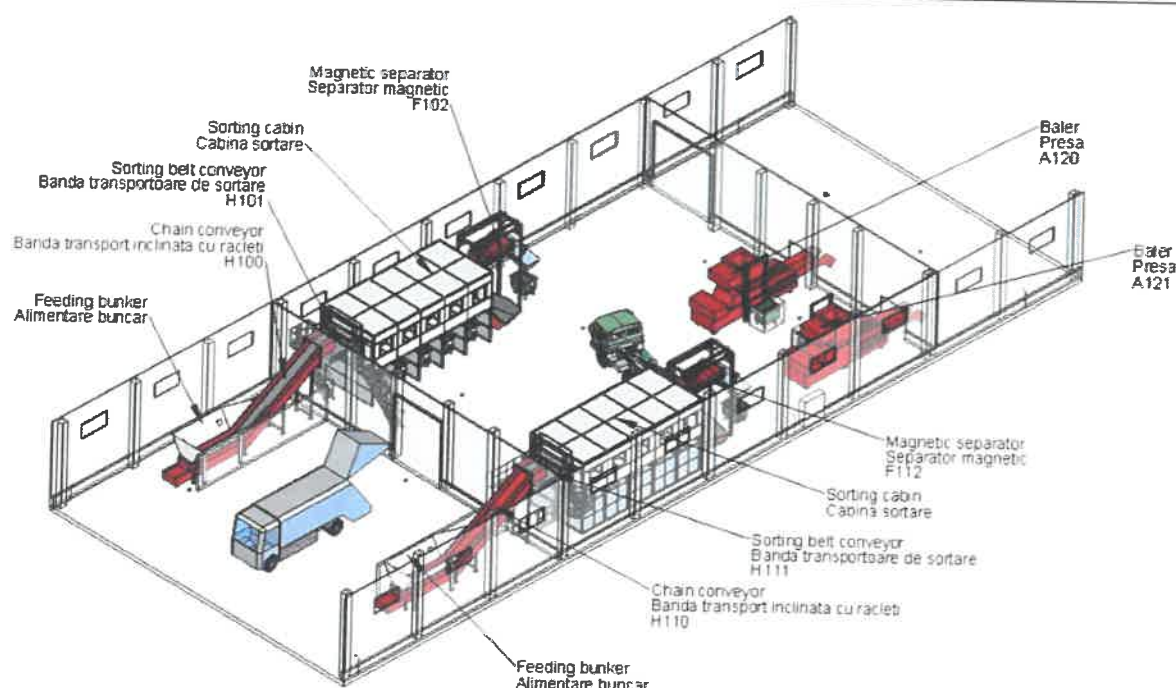 Magnetic separator
Separator magnetic
F102
Sorting cabin
Cabina sortare
Sorting belt conveyor
Banda transportoare de sortare
H101
Chain conveyor
Banda transport inclinata cu racleti
H100
Feeding bunker
Alimentare buncar
Baler
Presa
A120
Baler
Presa
A121
Magnetic separator
Separator magnetic
F112
Sorting cabin
Cabina sortare
Sorting belt conveyor
Banda transportoare de sortare
H111
Chain conveyor
Banda transport inclinata cu racleti
H110
Feeding bunker
Alimentare buncar